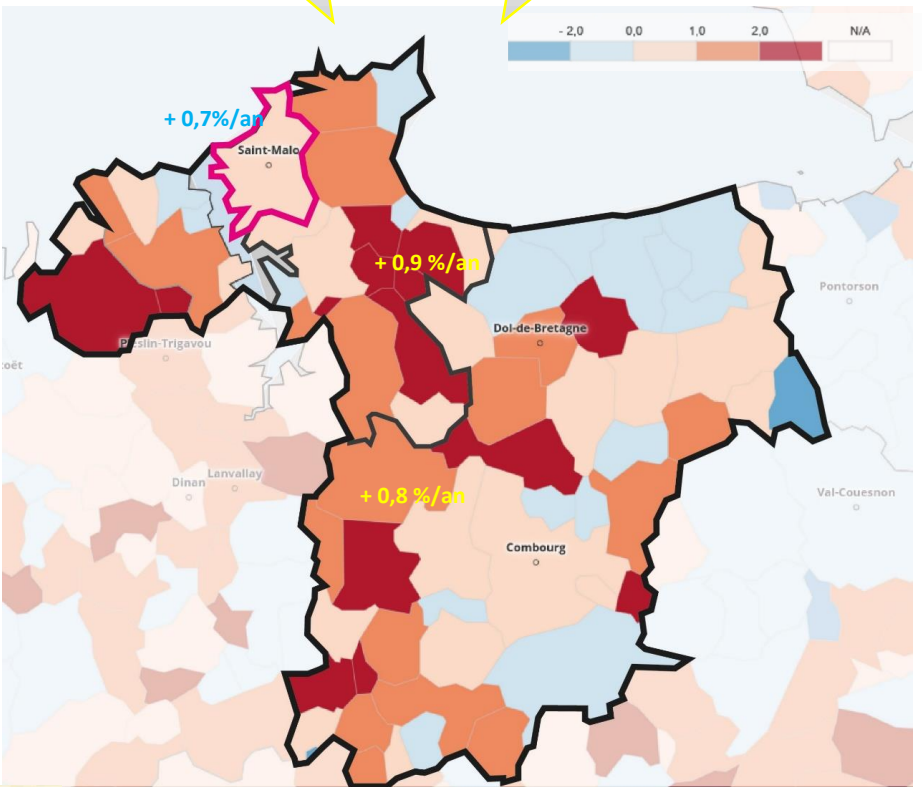 - 2,0 0,0 1,0 2,0 N/A
+ 0,7%/an
Saint-Malo
+ 0,9 %/an
Pontorson
Dol-de-Bretagne
Pleslin-Trigavou
coët
Lanvallay
Dinan
+ 0,8 %/an
Val-Couesnon
Combourg